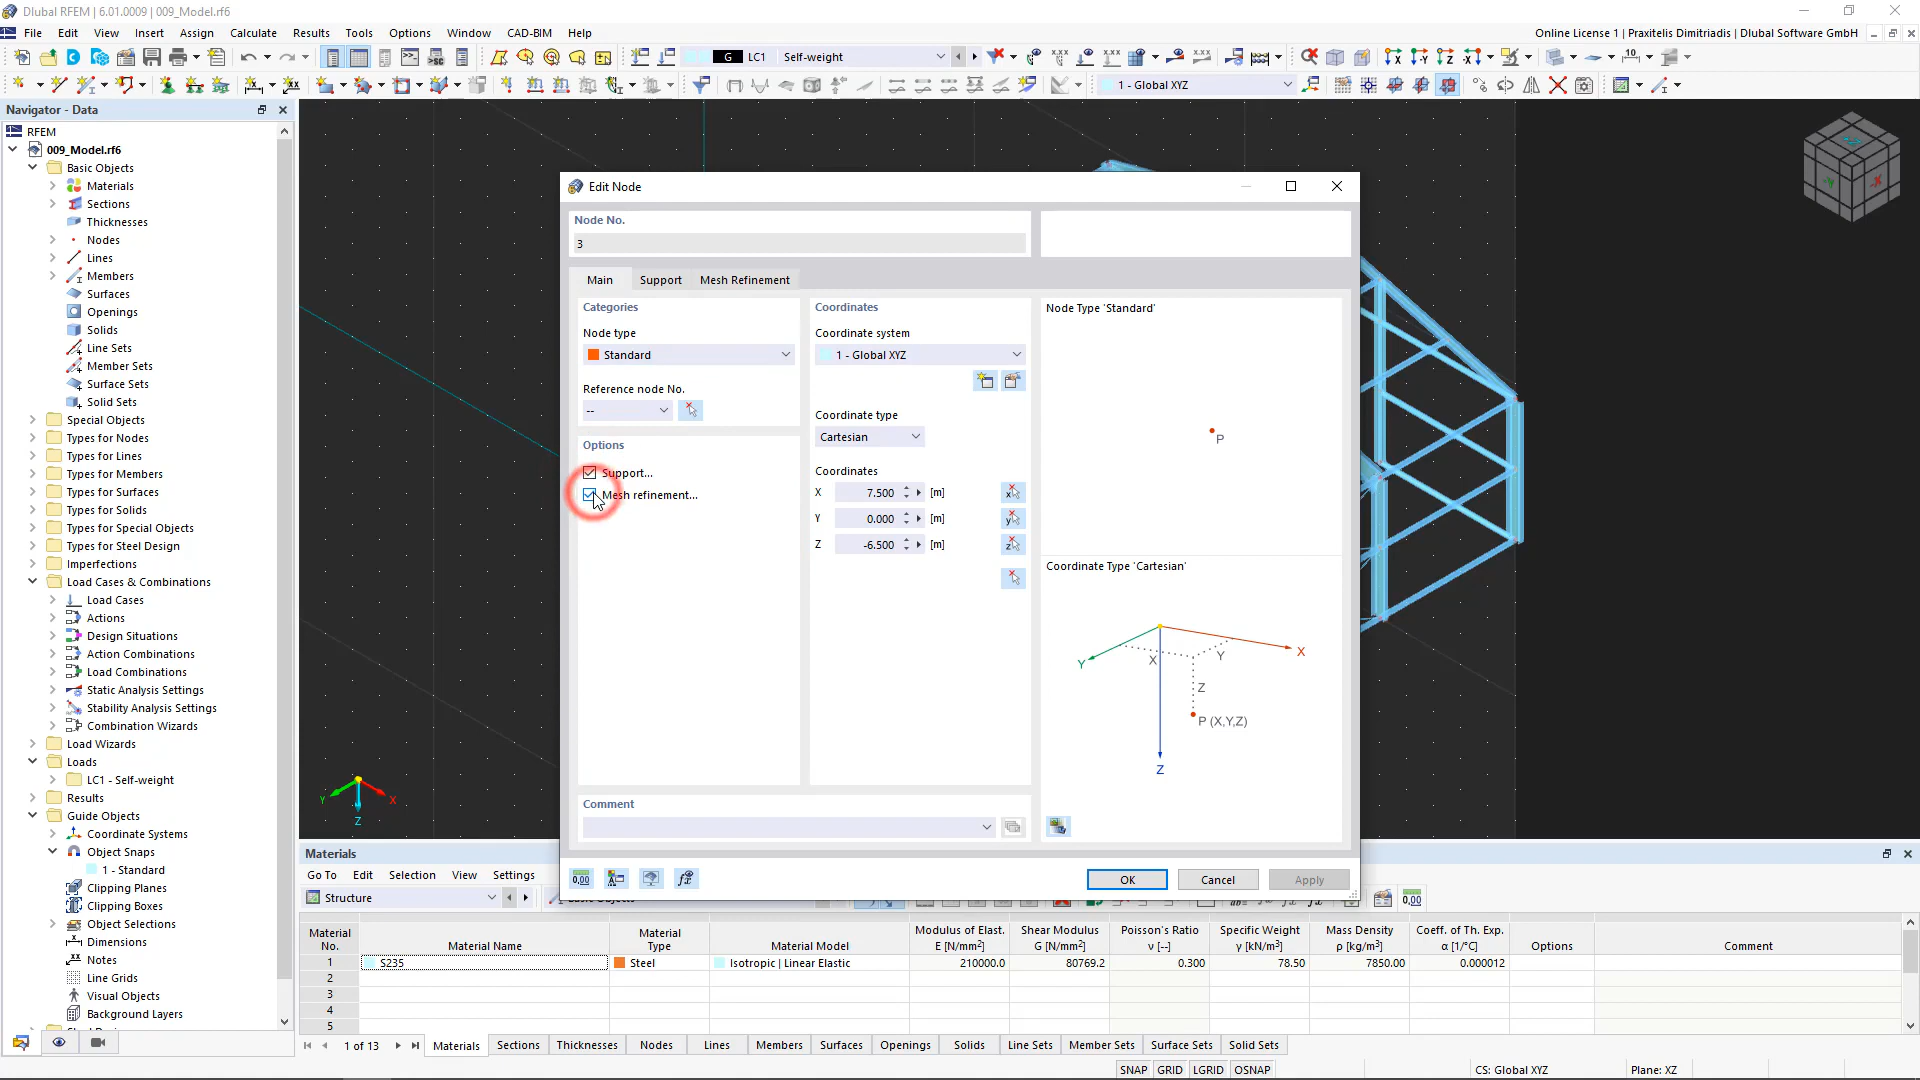 Dlubal RFEM | 6.01.0009 | 009_Model.rf6
File Edit View Insert Assign Calculate Results Tools Options Window CAD-BIM Help
Online License 1 | Praxitelis Dimitriadis | Dlubal Software GmbH
G LC1 Self-weight
1 - Global XYZ
Navigator - Data
RFEM
009_Model.rf6
Basic Objects
Materials
Sections
Thicknesses
Nodes
Lines
Members
Surfaces
Openings
Solids
Line Sets
Member Sets
Surface Sets
Solid Sets
Special Objects
Types for Nodes
Types for Lines
Types for Members
Types for Surfaces
Types for Solids
Types for Special Objects
Types for Steel Design
Imperfections
Load Cases & Combinations
Load Cases
Actions
Design Situations
Action Combinations
Load Combinations
Static Analysis Settings
Stability Analysis Settings
Combination Wizards
Load Wizards
Loads
LC1 - Self-weight
Results
Guide Objects
Coordinate Systems
Object Snaps
1 - Standard
Clipping Planes
Clipping Boxes
Object Selections
Dimensions
Notes
Line Grids
Visual Objects
Background Layers
Y X
Z
-Y -X
Edit Node
Node No.
3
Main Support Mesh Refinement
Categories
Node type
Standard
Reference node No.
--
Options
Support...
Mesh refinement...
Coordinates
Coordinate system
1 - Global XYZ
Coordinate type
Cartesian
Coordinates
X 7.500 [m]
Y 0.000 [m]
Z -6.500 [m]
Node Type 'Standard'
P
Coordinate Type 'Cartesian'
X
Y
X
Y
Z
P (X,Y,Z)
Z
Comment
OK Cancel Apply
Materials
Go To Edit Selection View Settings
Structure
Material No. Material Name Material Type Material Model Modulus of Elast. E [N/mm²] Shear Modulus G [N/mm²] Poisson's Ratio ν [--] Specific Weight γ [kN/m³] Mass Density ρ [kg/m³] Coeff. of Th. Exp. α [1/°C] Options Comment
1 S235 Steel Isotropic | Linear Elastic 210000.0 80769.2 0.300 78.50 7850.00 0.000012
2
3
4
5
1 of 13 Materials Sections Thicknesses Nodes Lines Members Surfaces Openings Solids Line Sets Member Sets Surface Sets Solid Sets
SNAP GRID LGRID OSNAP CS: Global XYZ Plane: XZ